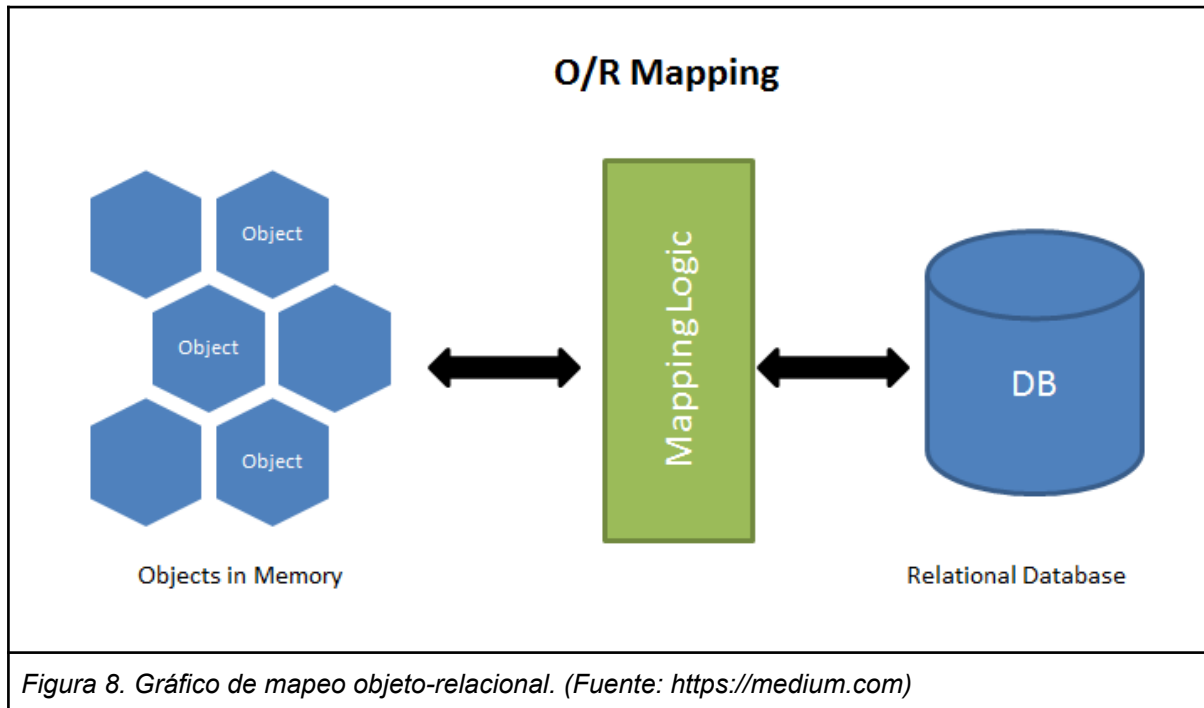 O/R Mapping
Object
Object
Object
Mapping Logic
DB
Objects in Memory
Relational Database
Figura 8. Gráfico de mapeo objeto-relacional. (Fuente: https://medium.com)